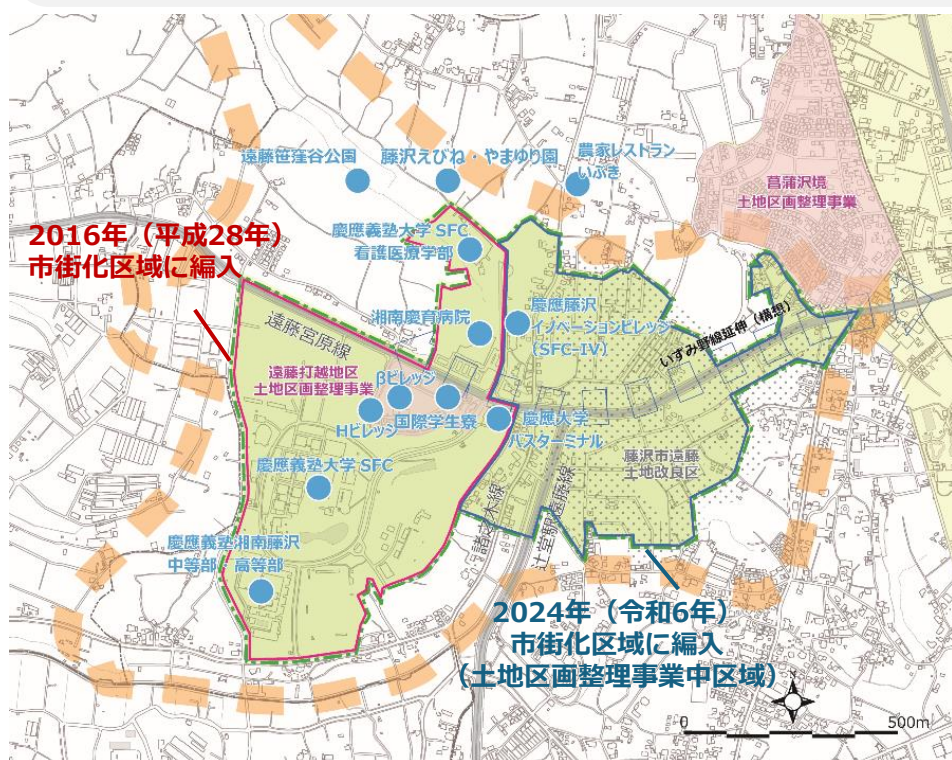 遠藤笹窪谷公園
藤沢えびね・やまゆり園
農家レストラン
いぶき
菖蒲沢境
土地区画整理事業
2016年（平成28年）
市街化区域に編入
慶應義塾大学 SFC
看護医療学部
湘南慶育病院
慶應藤沢
イノベーションビレッジ
（SFC-IV）
いずみ野線延伸（構想）
遠藤宮原線
遠藤打越地区
土地区画整理事業
βビレッジ
Hビレッジ
国際学生寮
慶應大学
バスターミナル
慶應義塾大学 SFC
藤沢市遠藤
土地改良区
辻堂駅遠藤線
慶應義塾湘南藤沢
中等部・高等部
2024年（令和6年）
市街化区域に編入
（土地区画整理事業中区域）
0
500m